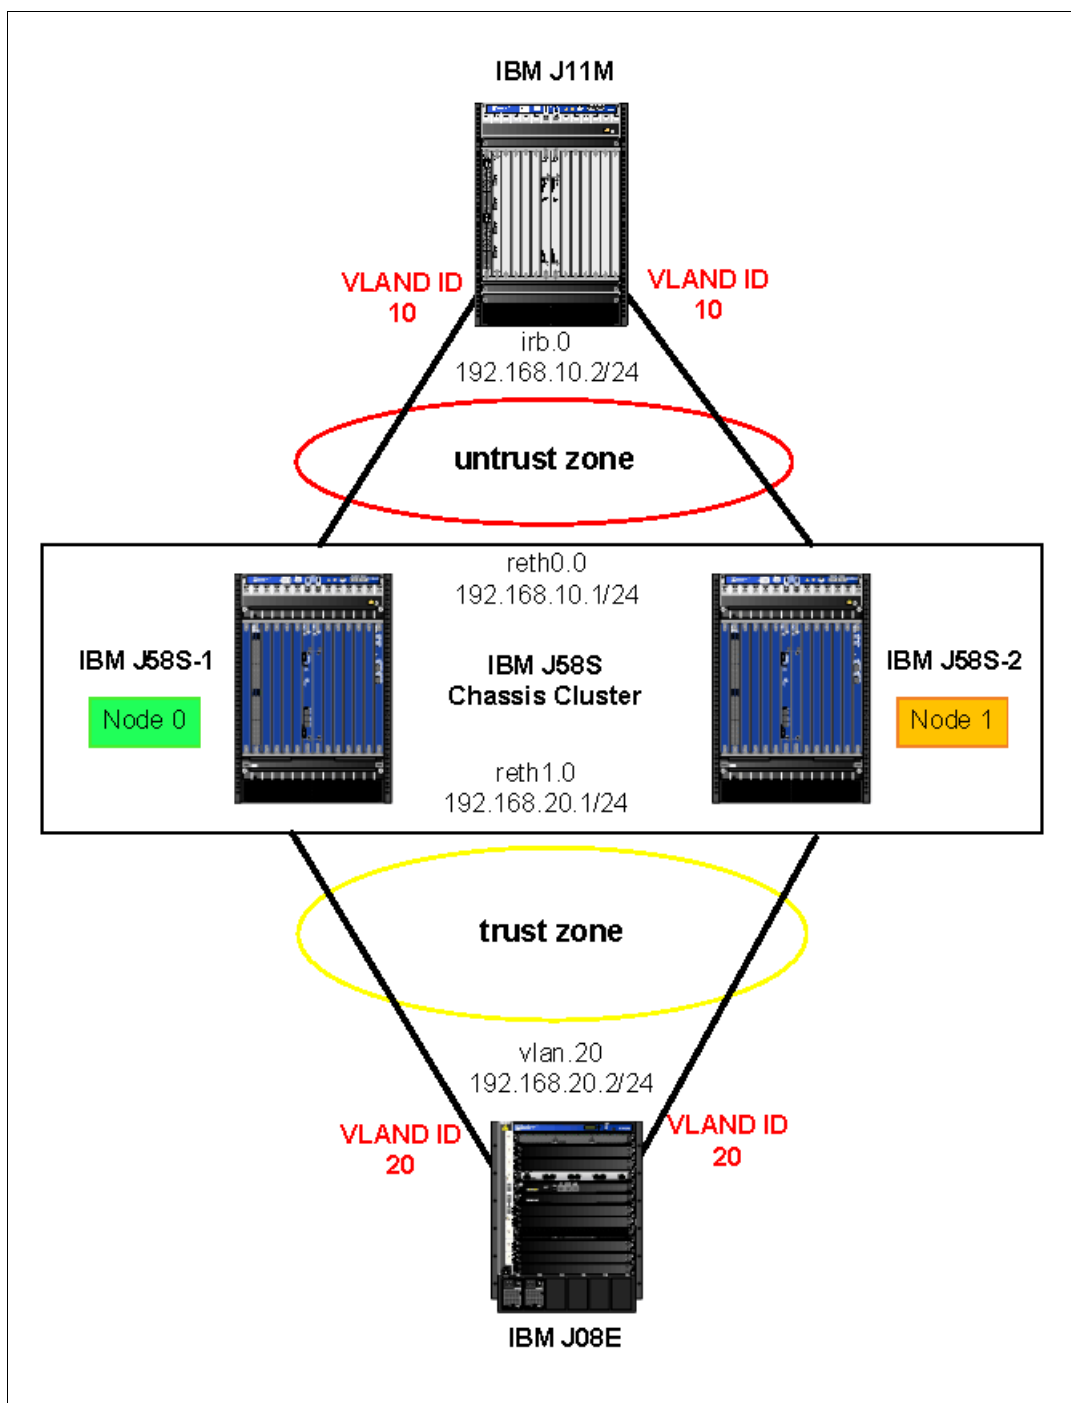 IBM J11M
VLAND ID
10
VLAND ID
10
irb.0
192.168.10.2/24
untrust zone
reth0.0
192.168.10.1/24
IBM J58S-1
Node 0
IBM J58S
Chassis Cluster
IBM J58S-2
Node 1
reth1.0
192.168.20.1/24
trust zone
vlan.20
192.168.20.2/24
VLAND ID
20
VLAND ID
20
IBM J08E